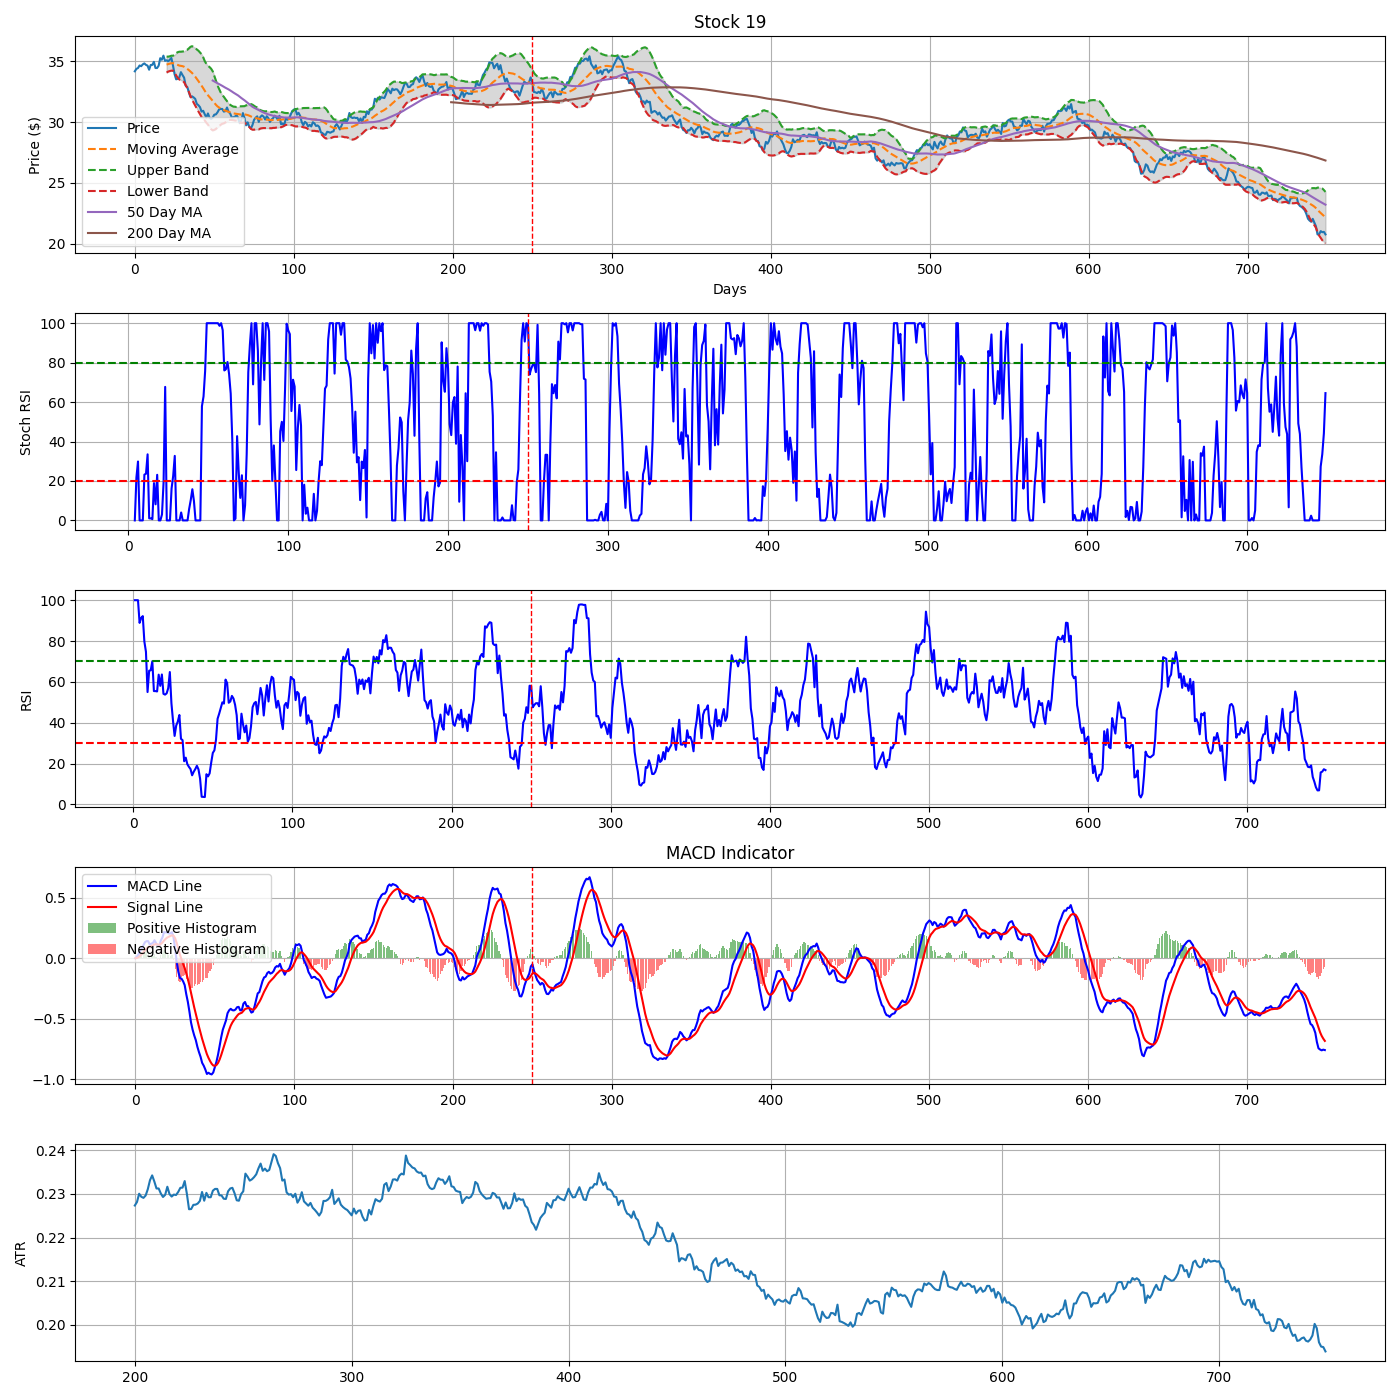 Stock 19
35
30
25
20
Price ($)
Price
Moving Average
Upper Band
Lower Band
50 Day MA
200 Day MA
0 100 200 300 400 500 600 700
Days
100
80
60
40
20
0
Stoch RSI
0 100 200 300 400 500 600 700
100
80
60
40
20
0
RSI
0 100 200 300 400 500 600 700
MACD Indicator
0.5
0.0
−0.5
−1.0
MACD Line
Signal Line
Positive Histogram
Negative Histogram
0 100 200 300 400 500 600 700
0.24
0.23
0.22
0.21
0.20
ATR
200 300 400 500 600 700